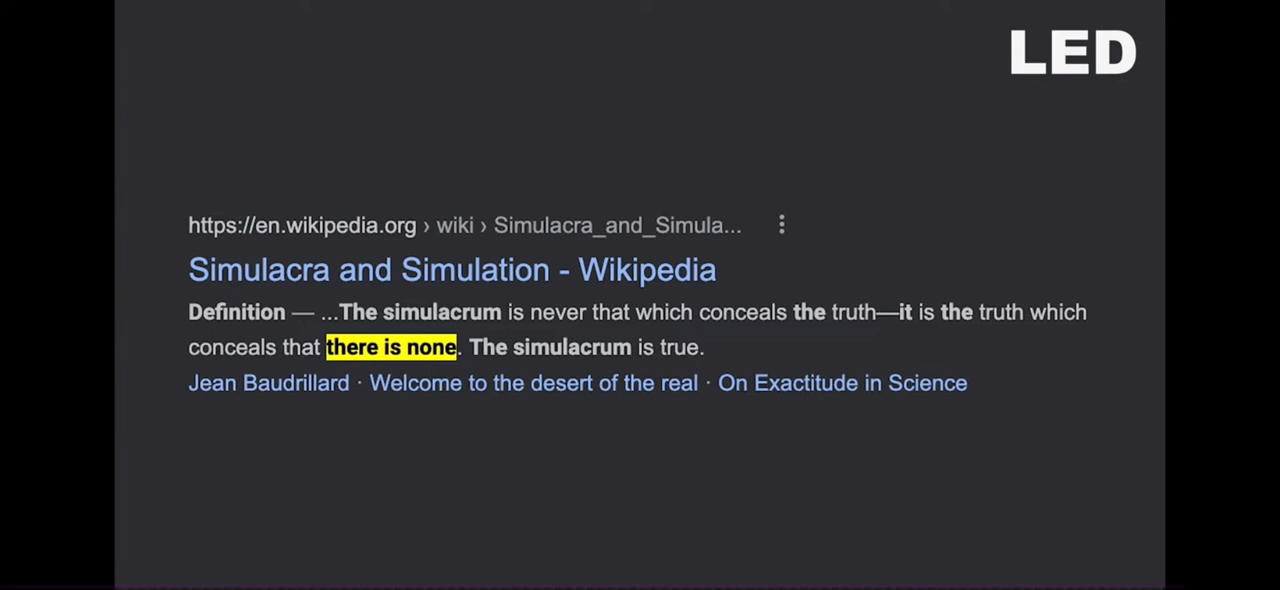 LED
https://en.wikipedia.org › wiki › Simulacra_and_Simula...
Simulacra and Simulation - Wikipedia
Definition — ...The simulacrum is never that which conceals the truth—it is the truth which
conceals that there is none. The simulacrum is true.
Jean Baudrillard · Welcome to the desert of the real · On Exactitude in Science